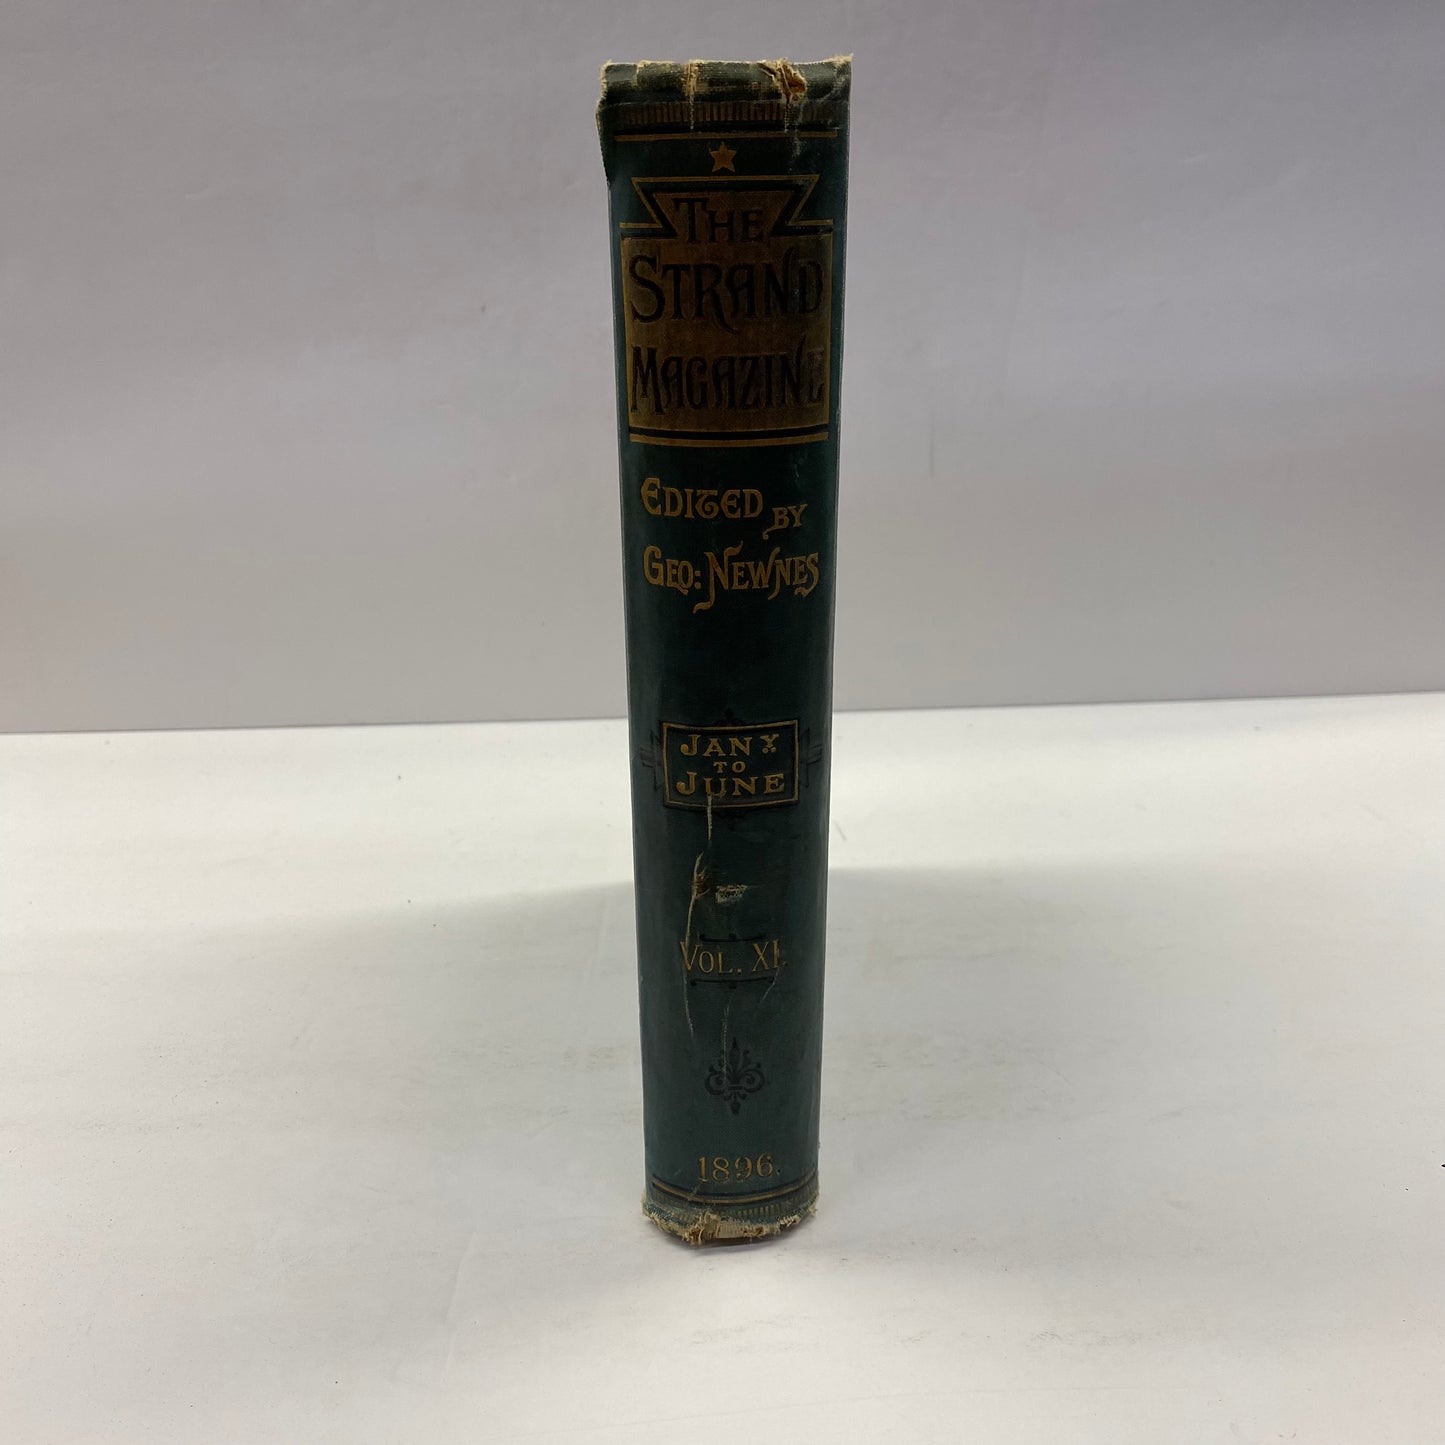 THE
STRAND
MAGAZINE
EDITED BY
GEO: NEWNES
JANY
TO
JUNE
VOL. XI.
1896.